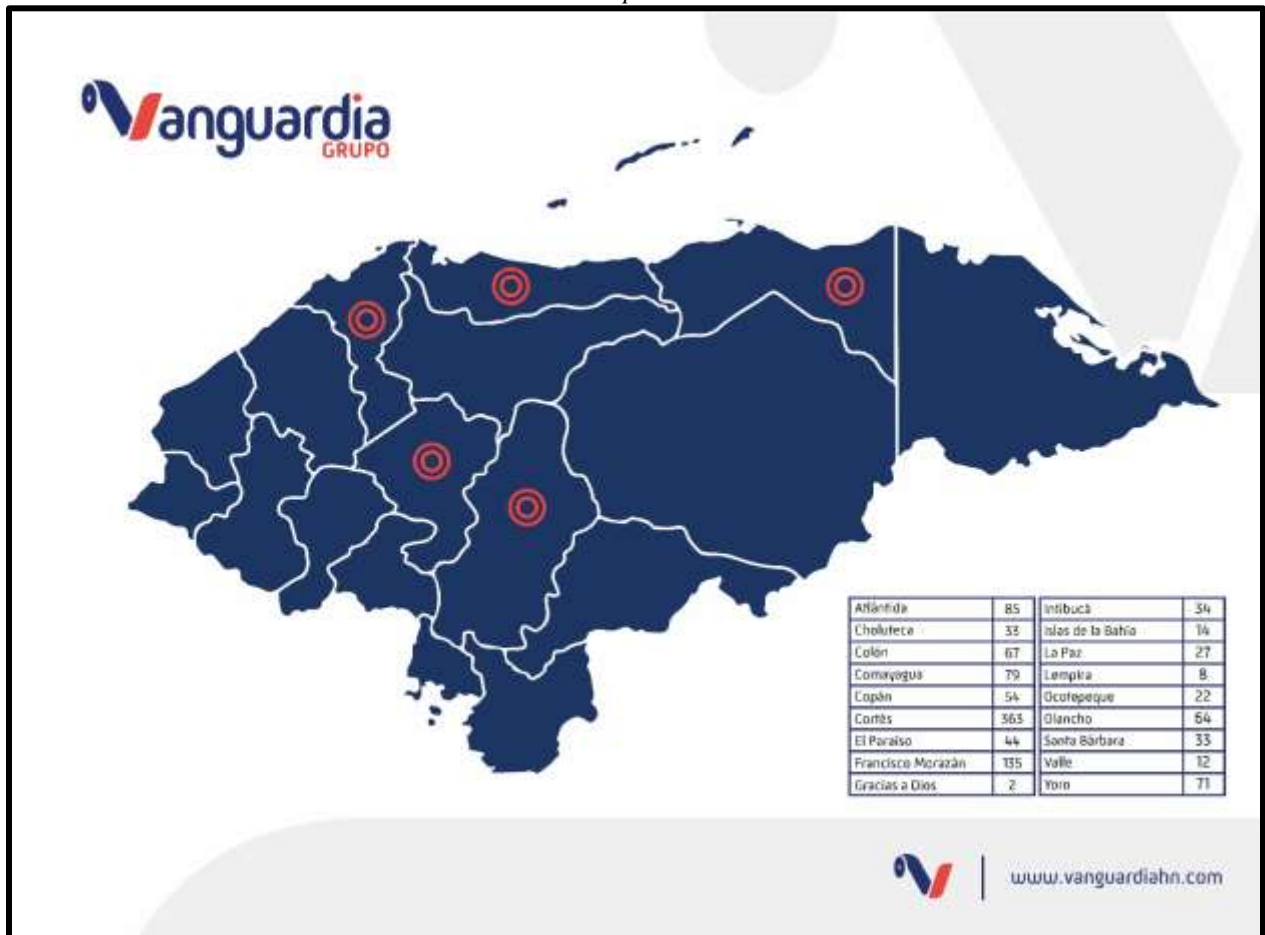 Vanguardia
GRUPO
Atlántida 85 Intibucá 34
Choluteca 33 Islas de la Bahía 14
Colón 67 La Paz 27
Comayagua 79 Lempira 8
Copán 54 Ocotepeque 22
Cortés 363 Olancho 64
El Paraíso 44 Santa Bárbara 33
Francisco Morazán 135 Valle 12
Gracias a Dios 2 Yoro 71
www.vanguardiahn.com